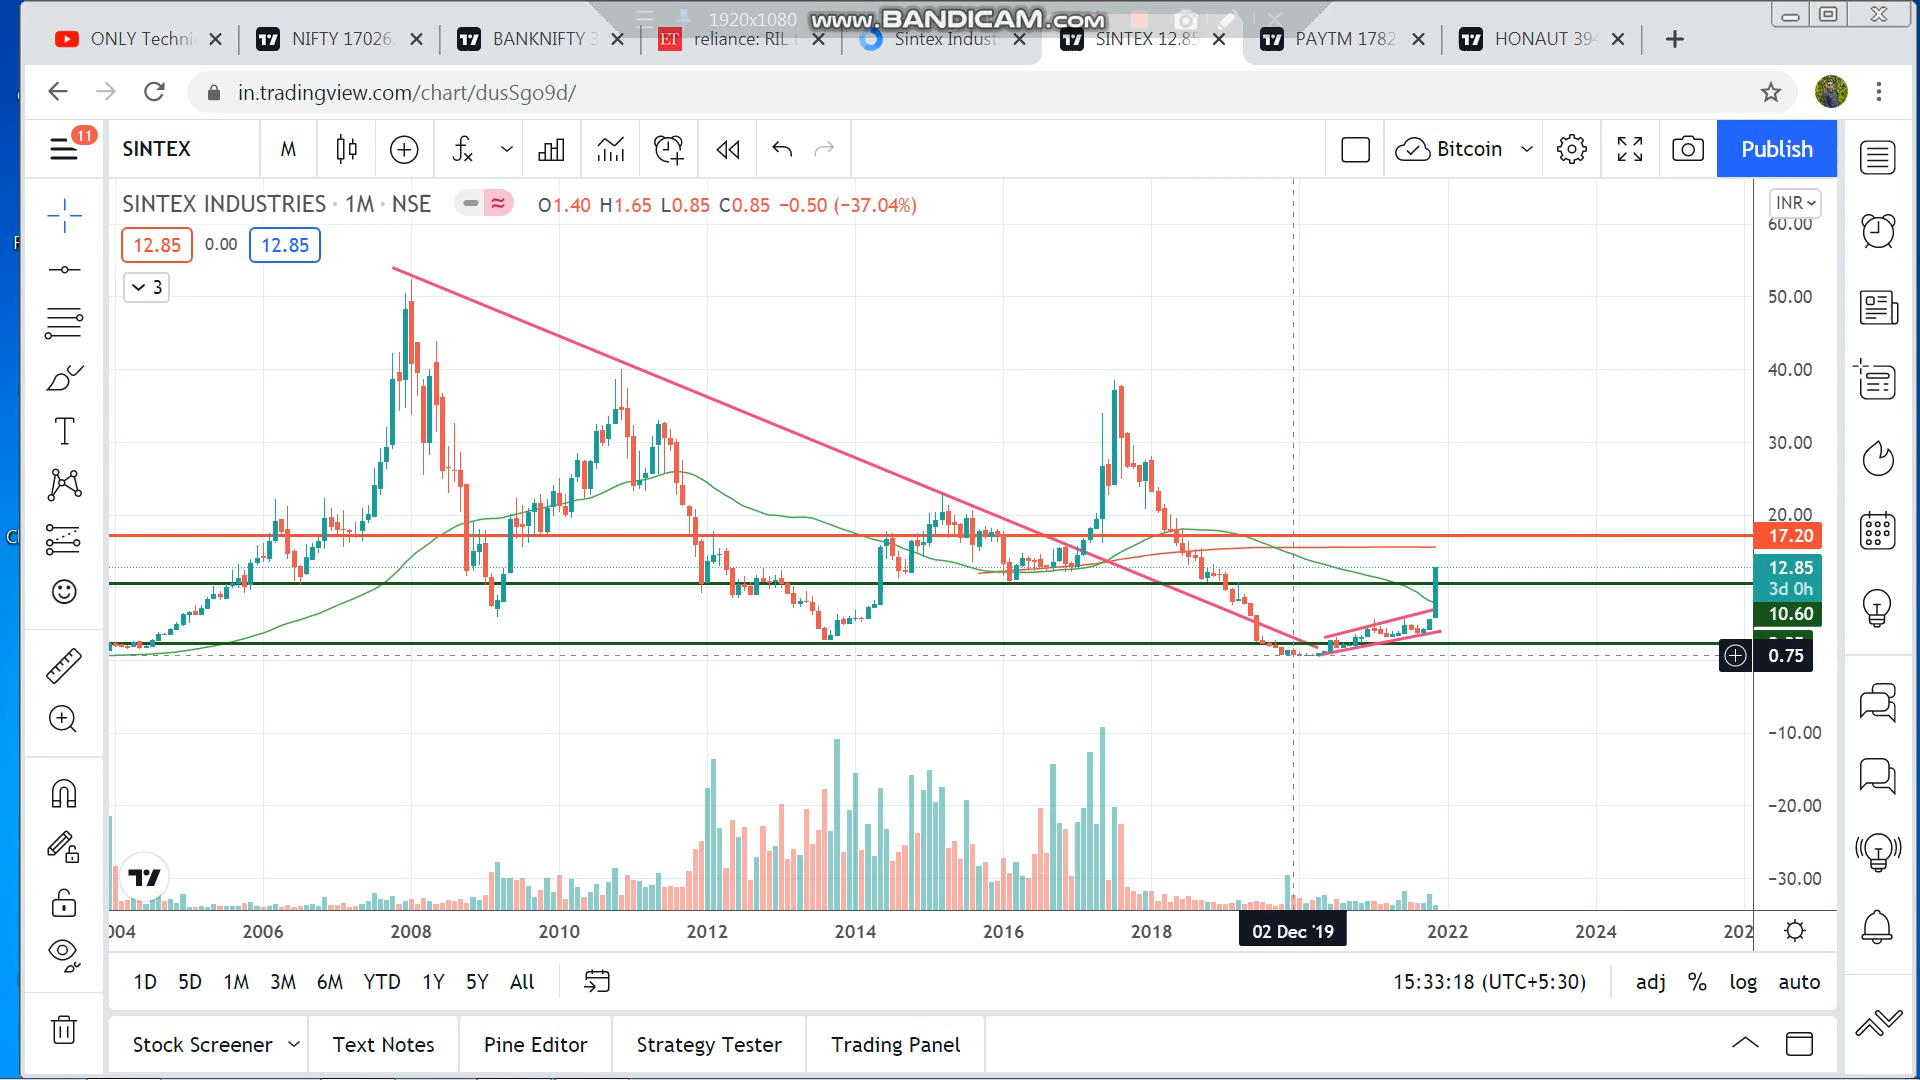 1920x1080
www.BANDICAM.com
ONLY Techni
NIFTY 17026.
BANKNIFTY 3
ET
reliance: RIL t
Sintex Indust
SINTEX 12.85
PAYTM 1782
HONAUT 394
in.tradingview.com/chart/dusSgo9d/
11
SINTEX
M
Bitcoin
Publish
SINTEX INDUSTRIES · 1M · NSE
O1.40 H1.65 L0.85 C0.85 −0.50 (−37.04%)
INR
12.85
0.00
12.85
3
60.00
50.00
40.00
30.00
20.00
17.20
12.85
3d 0h
10.60
0.75
−10.00
−20.00
−30.00
004
2006
2008
2010
2012
2014
2016
2018
02 Dec '19
2022
2024
202
1D
5D
1M
3M
6M
YTD
1Y
5Y
All
15:33:18 (UTC+5:30)
adj
%
log
auto
Stock Screener
Text Notes
Pine Editor
Strategy Tester
Trading Panel